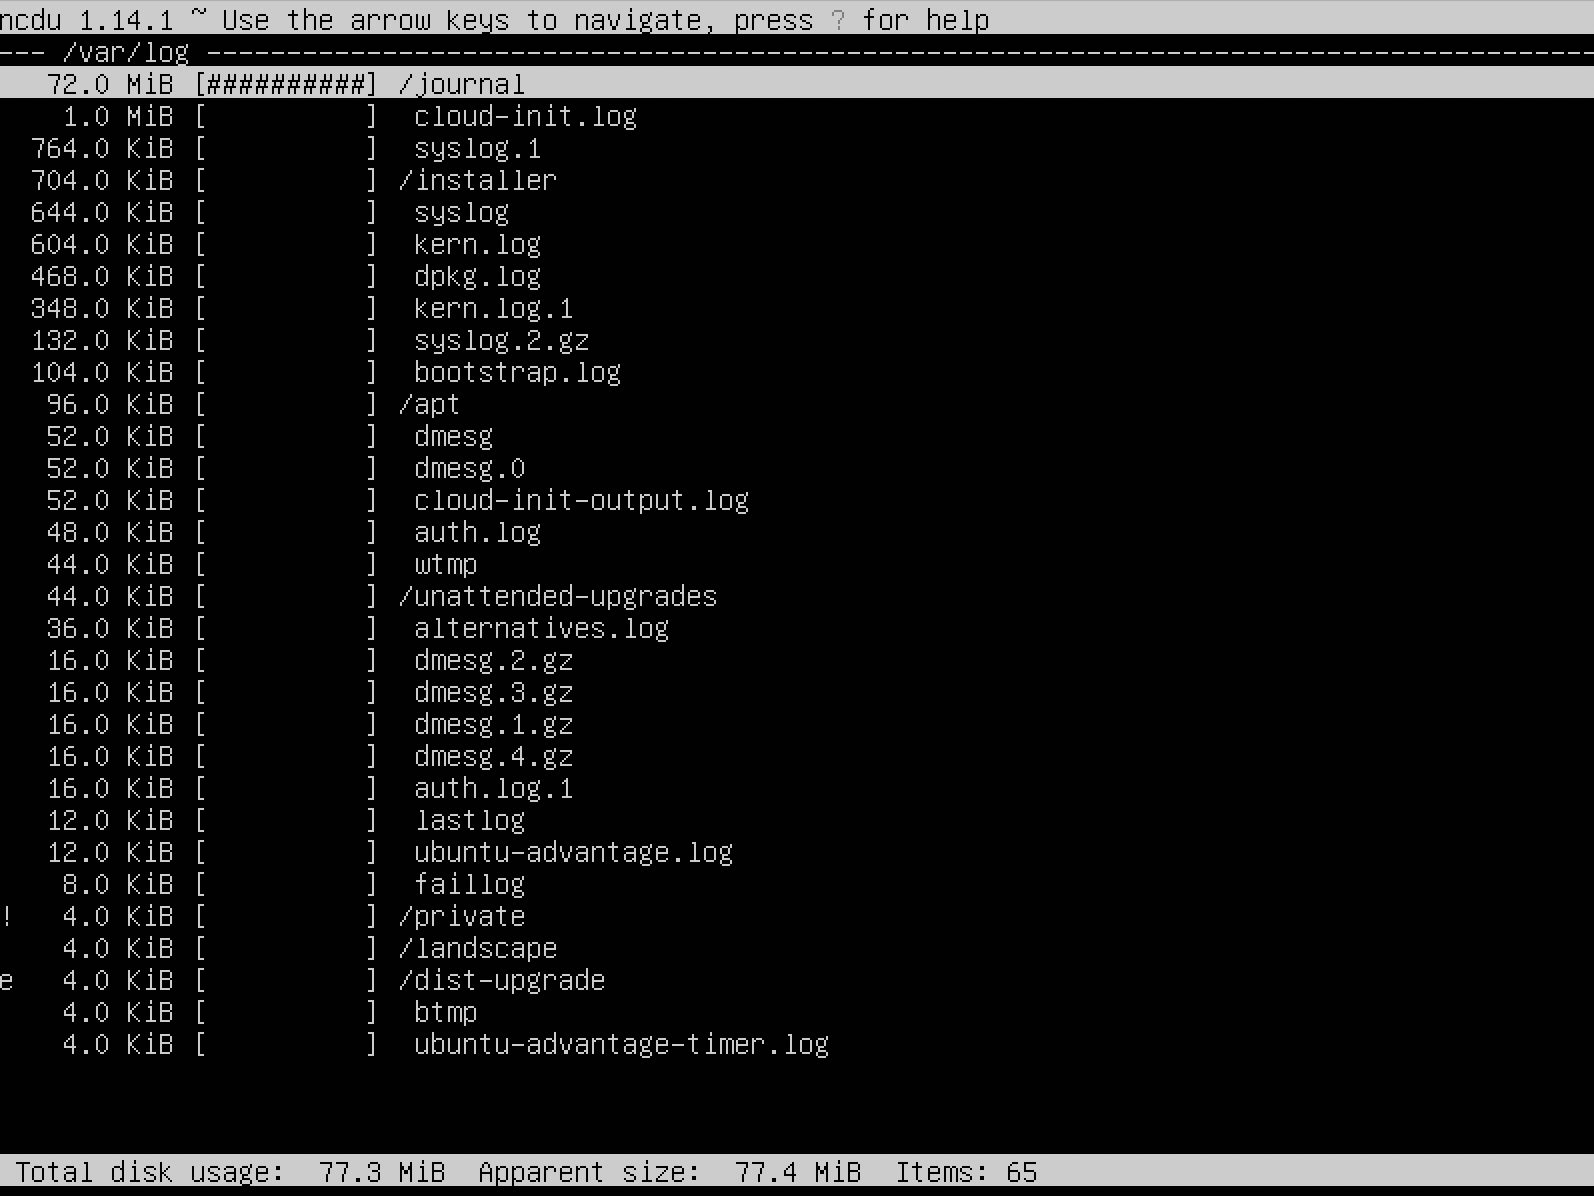 ncdu 1.14.1 ~ Use the arrow keys to navigate, press ? for help
--- /var/log ---------------------------------------------------------------------------------------
72.0 MiB [##########] /journal
1.0 MiB [          ]  cloud-init.log
764.0 KiB [          ]  syslog.1
704.0 KiB [          ] /installer
644.0 KiB [          ]  syslog
604.0 KiB [          ]  kern.log
468.0 KiB [          ]  dpkg.log
348.0 KiB [          ]  kern.log.1
132.0 KiB [          ]  syslog.2.gz
104.0 KiB [          ]  bootstrap.log
96.0 KiB [          ] /apt
52.0 KiB [          ]  dmesg
52.0 KiB [          ]  dmesg.0
52.0 KiB [          ]  cloud-init-output.log
48.0 KiB [          ]  auth.log
44.0 KiB [          ]  wtmp
44.0 KiB [          ] /unattended-upgrades
36.0 KiB [          ]  alternatives.log
16.0 KiB [          ]  dmesg.2.gz
16.0 KiB [          ]  dmesg.3.gz
16.0 KiB [          ]  dmesg.1.gz
16.0 KiB [          ]  dmesg.4.gz
16.0 KiB [          ]  auth.log.1
12.0 KiB [          ]  lastlog
12.0 KiB [          ]  ubuntu-advantage.log
8.0 KiB [          ]  faillog
!   4.0 KiB [          ] /private
4.0 KiB [          ] /landscape
e   4.0 KiB [          ] /dist-upgrade
4.0 KiB [          ]  btmp
4.0 KiB [          ]  ubuntu-advantage-timer.log
Total disk usage:  77.3 MiB  Apparent size:  77.4 MiB  Items: 65